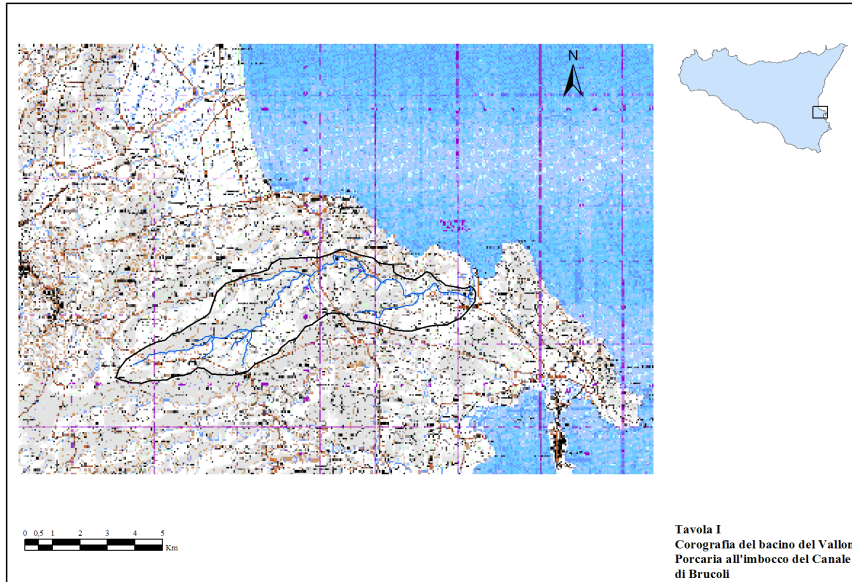 N
0 0,5 1 2 3 4 5
Km
Tavola I
Corografia del bacino del Vallon
Porcaria all'imbocco del Canale
di Brucoli